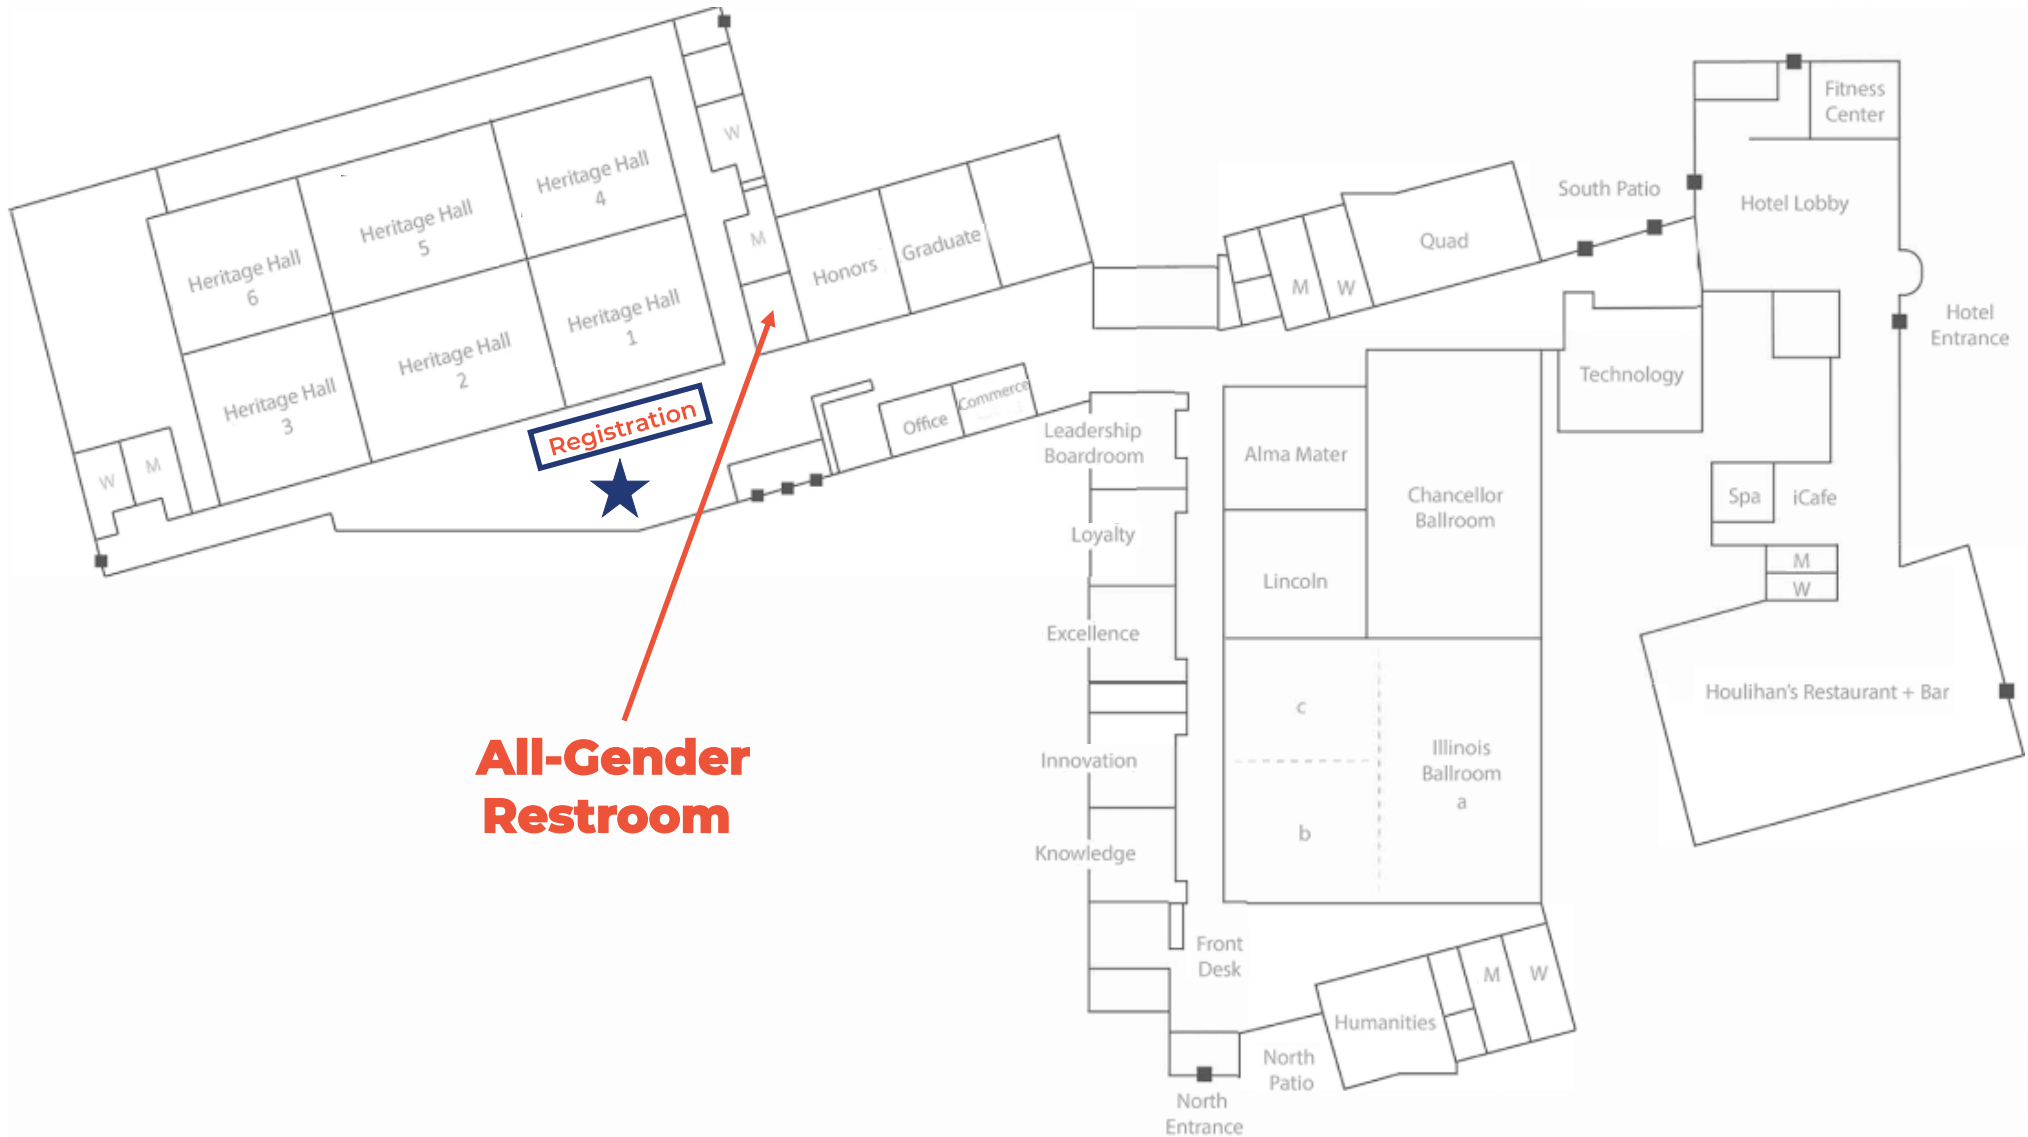 Heritage Hall
6
Heritage Hall
5
Heritage Hall
4
Heritage Hall
3
Heritage Hall
2
Heritage Hall
1
W
M
W
M
Honors
Graduate
Registration
Office
Commerce
All-Gender
Restroom
M
W
Quad
South Patio
Fitness
Center
Hotel Lobby
Hotel
Entrance
Technology
Spa
iCafe
M
W
Houlihan's Restaurant + Bar
Leadership
Boardroom
Loyalty
Excellence
Innovation
Knowledge
Alma Mater
Lincoln
Chancellor
Ballroom
c
b
Illinois
Ballroom
a
Front
Desk
Humanities
M
W
North
Patio
North
Entrance